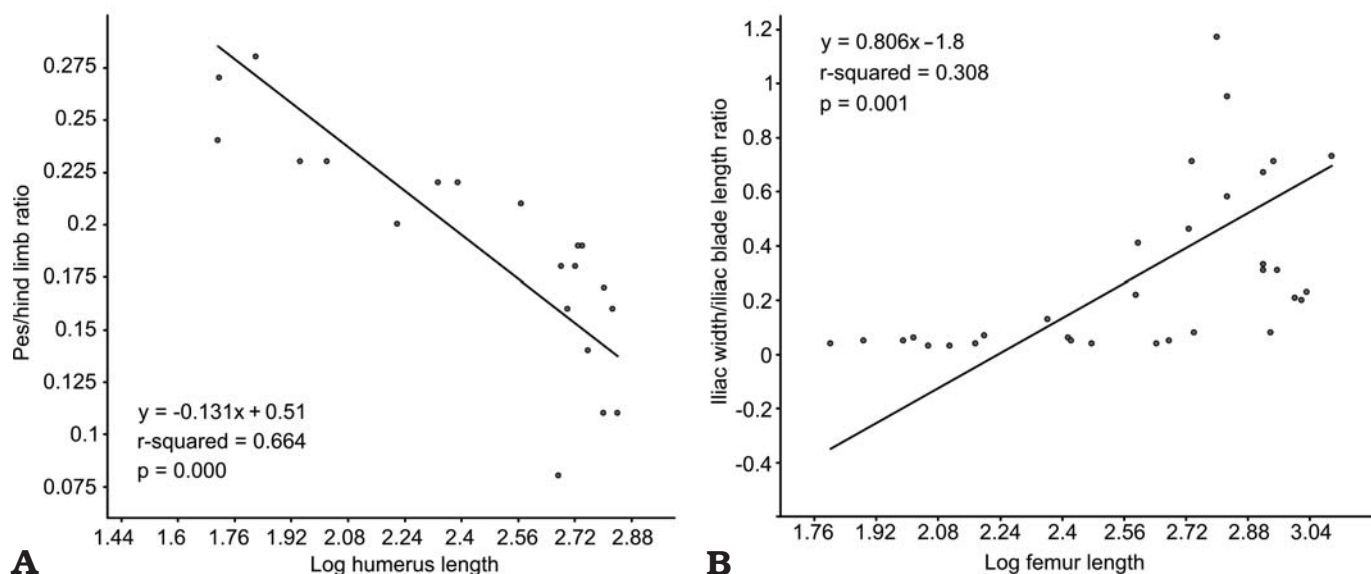 0.275
0.25
0.225
0.2
0.175
0.15
0.125
0.1
0.075
Pes/hind limb ratio
y = -0.131x + 0.51
r-squared = 0.664
p = 0.000
1.44 1.6 1.76 1.92 2.08 2.24 2.4 2.56 2.72 2.88
Log humerus length
A
1.2
1
0.8
0.6
0.4
0.2
0
-0.2
-0.4
Iliac width/iliac blade length ratio
y = 0.806x – 1.8
r-squared = 0.308
p = 0.001
1.76 1.92 2.08 2.24 2.4 2.56 2.72 2.88 3.04
Log femur length
B